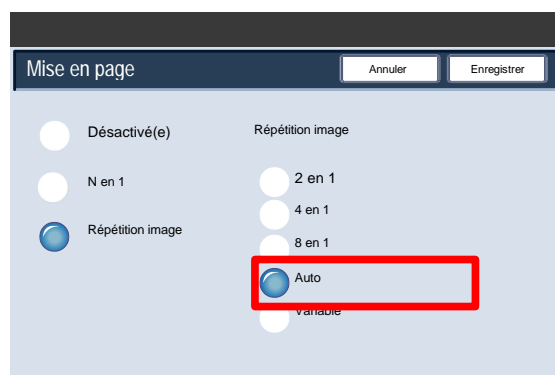 Mise en page
Annuler
Enregistrer
Désactivé(e)
N en 1
Répétition image
Répétition image
2 en 1
4 en 1
8 en 1
Auto
Variable